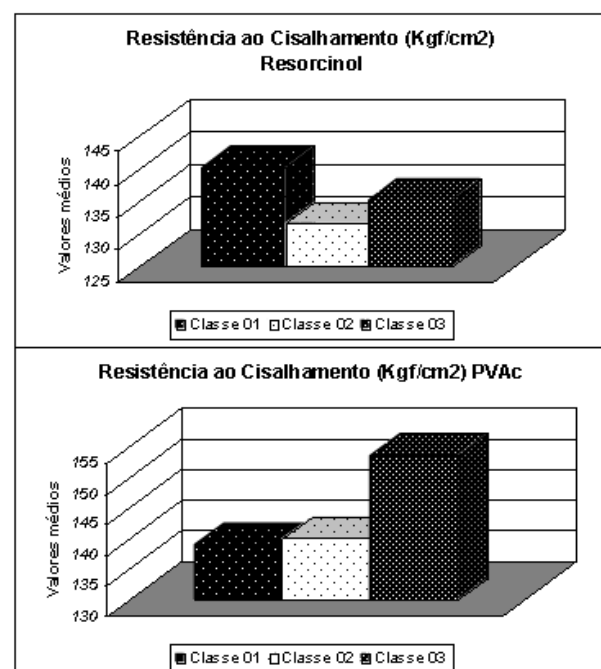 Resistência ao Cisalhamento (Kgf/cm2)
Resorcinol
Valores médios
145
140
135
130
125
Classe 01 Classe 02 Classe 03
Resistência ao Cisalhamento (Kgf/cm2) PVAc
Valores médios
155
150
145
140
135
130
Classe 01 Classe 02 Classe 03